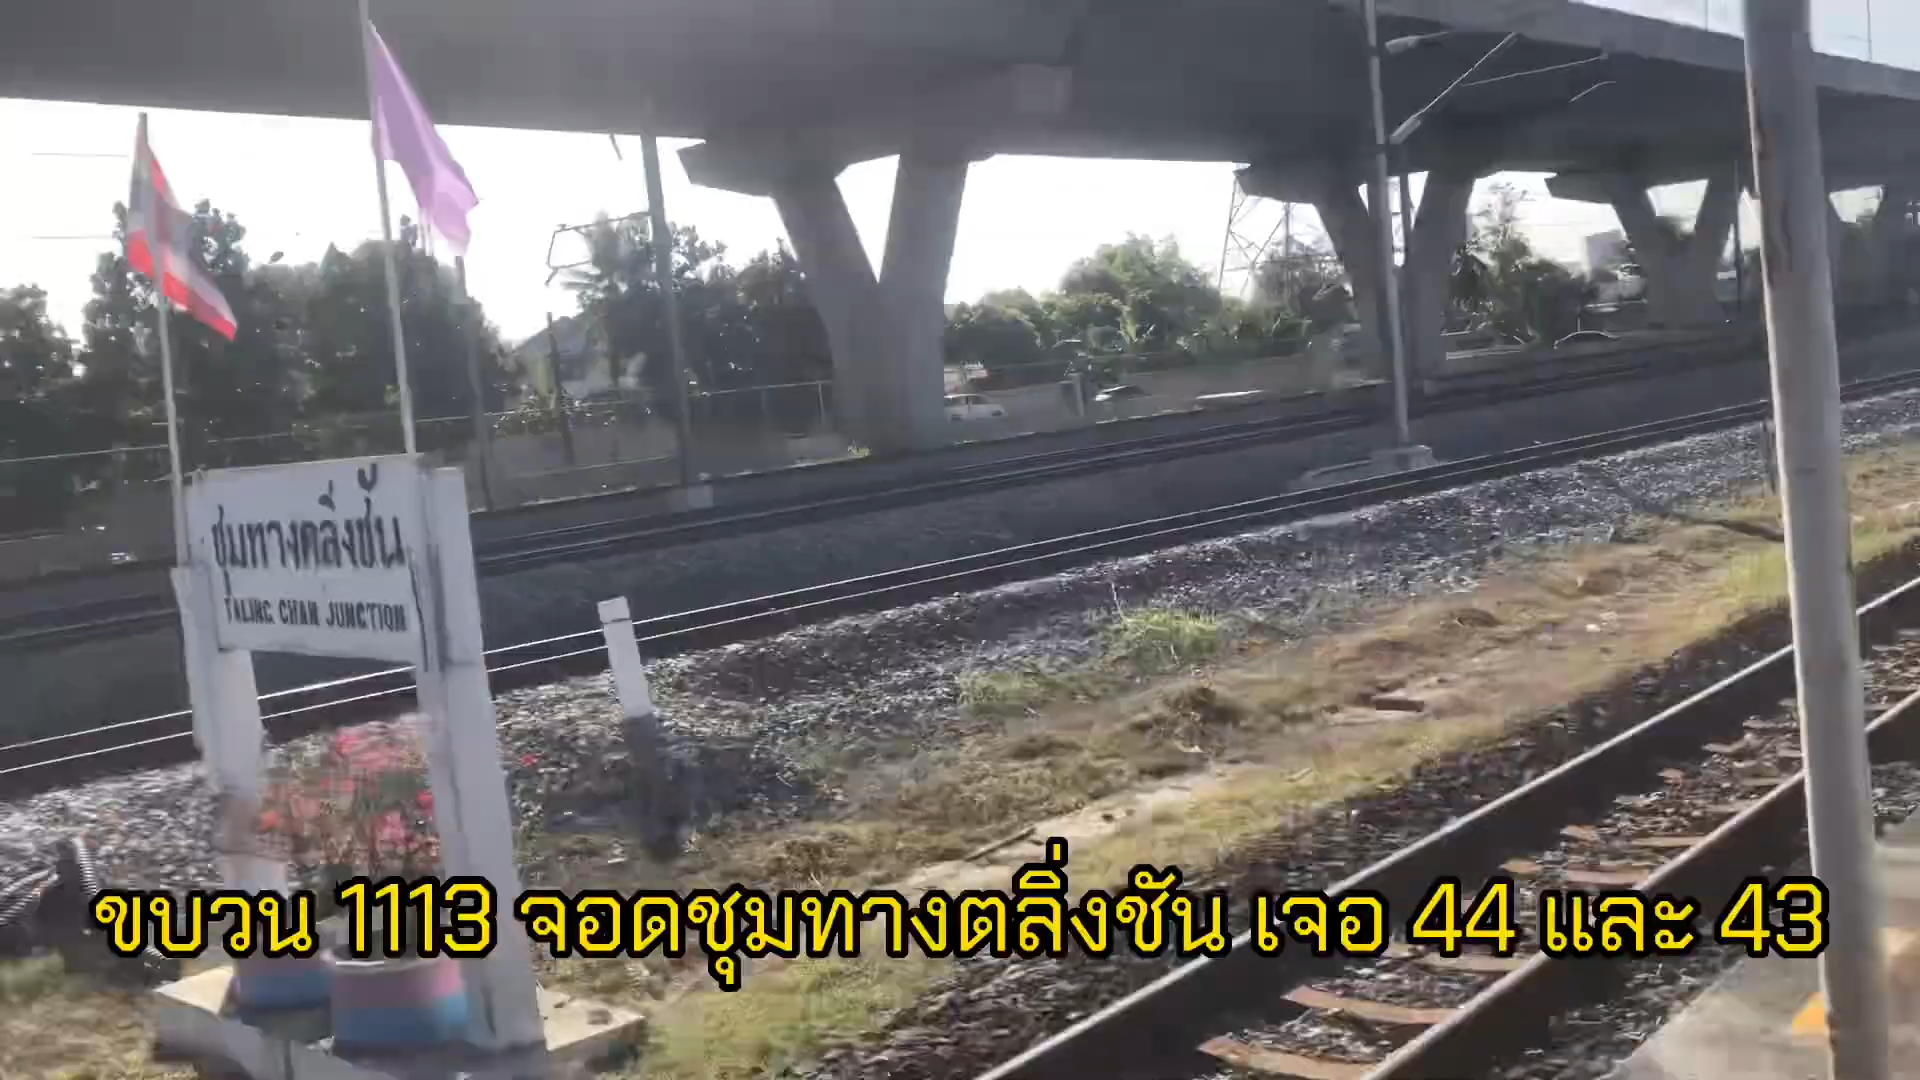 ชุมทางตลิ่งชัน
TALING CHAN JUNCTION
ขบวน 1113 จอดชุมทางตลิ่งชัน เจอ 44 และ 43